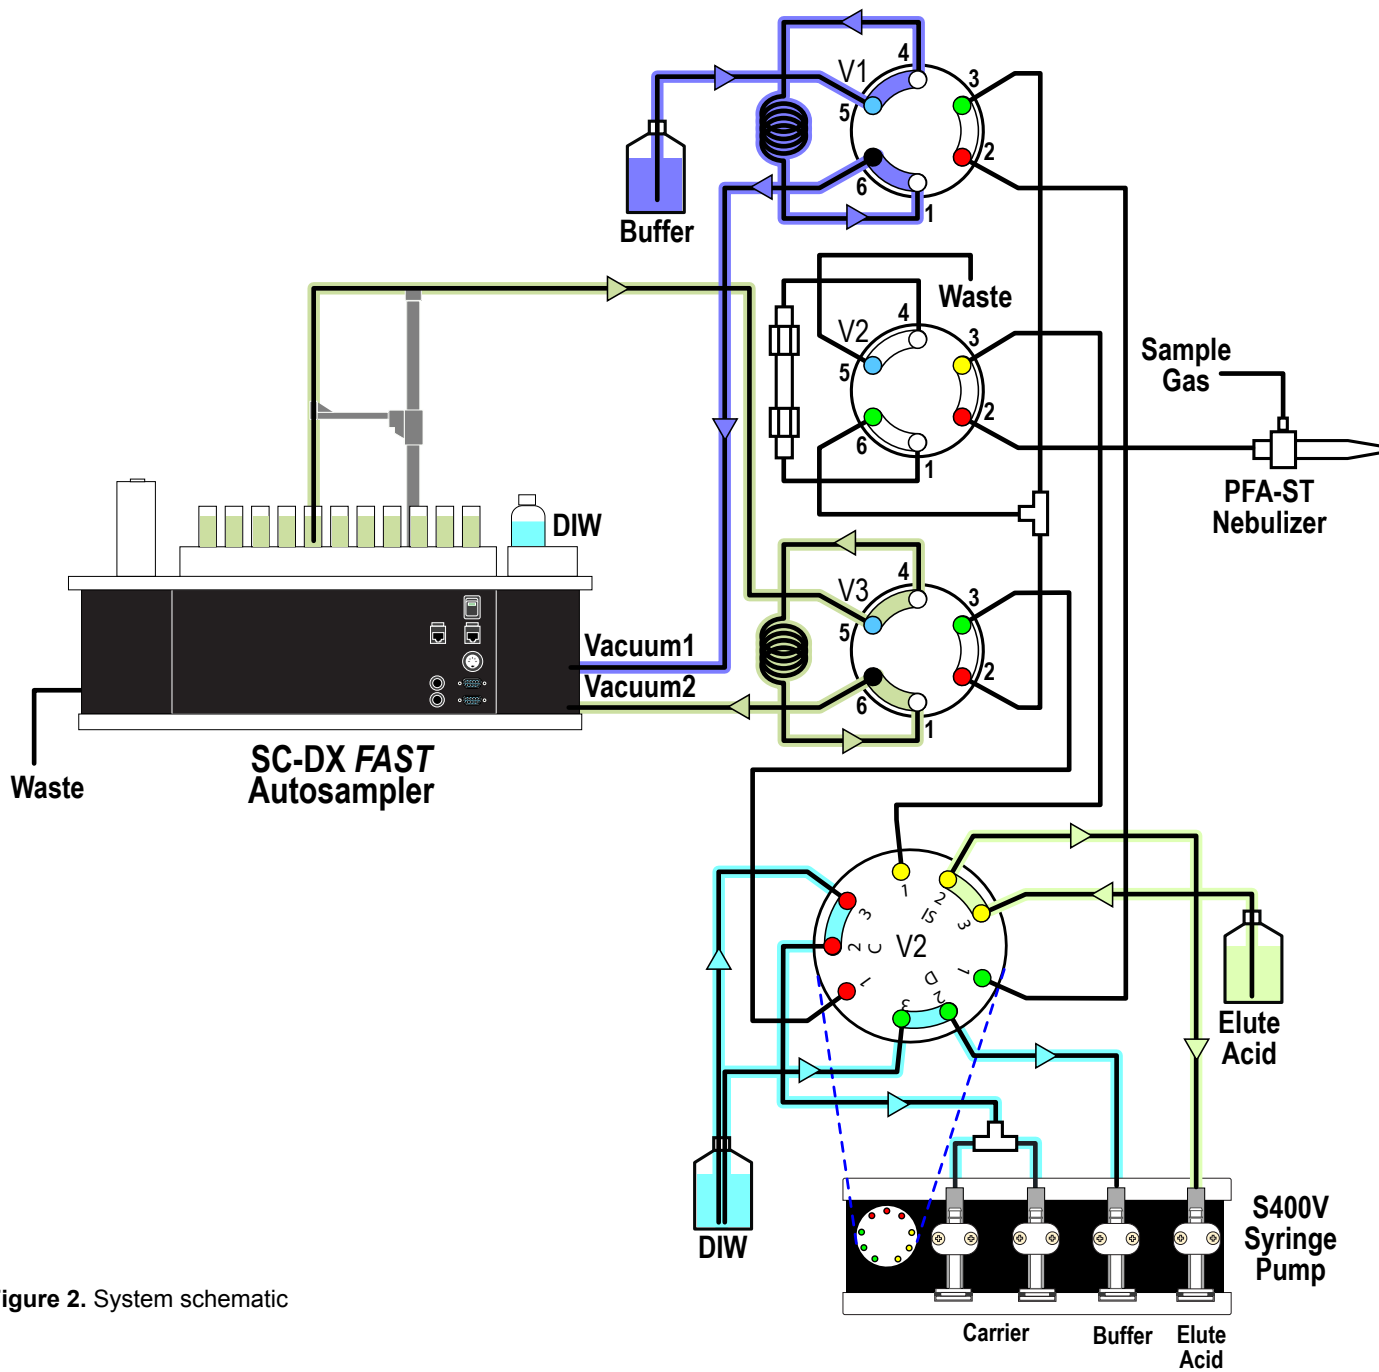 4
V1
3
5
2
6
1
Buffer
Waste
4
V2
3
5
2
6
1
Sample
Gas
PFA-ST
Nebulizer
DIW
4
V3
3
5
2
6
1
Vacuum1
Vacuum2
Waste
SC-DX FAST
Autosampler
1
2
3
IS
3
2
C
1
V2
1
D
2
3
Elute
Acid
DIW
S400V
Syringe
Pump
Carrier
Buffer
Elute
Acid
igure 2. System schematic